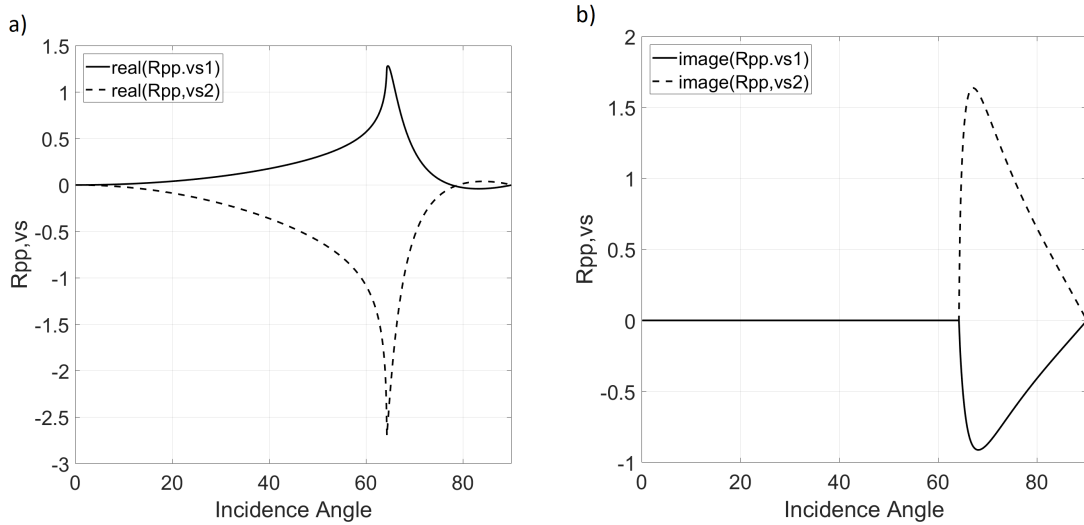 a)
real(Rpp.vs1)
real(Rpp,vs2)
1.5
1
0.5
0
-0.5
-1
-1.5
-2
-2.5
-3
Rpp,vs
0 20 40 60 80
Incidence Angle
b)
image(Rpp.vs1)
image(Rpp,vs2)
2
1.5
1
0.5
0
-0.5
-1
Rpp,vs
0 20 40 60 80
Incidence Angle